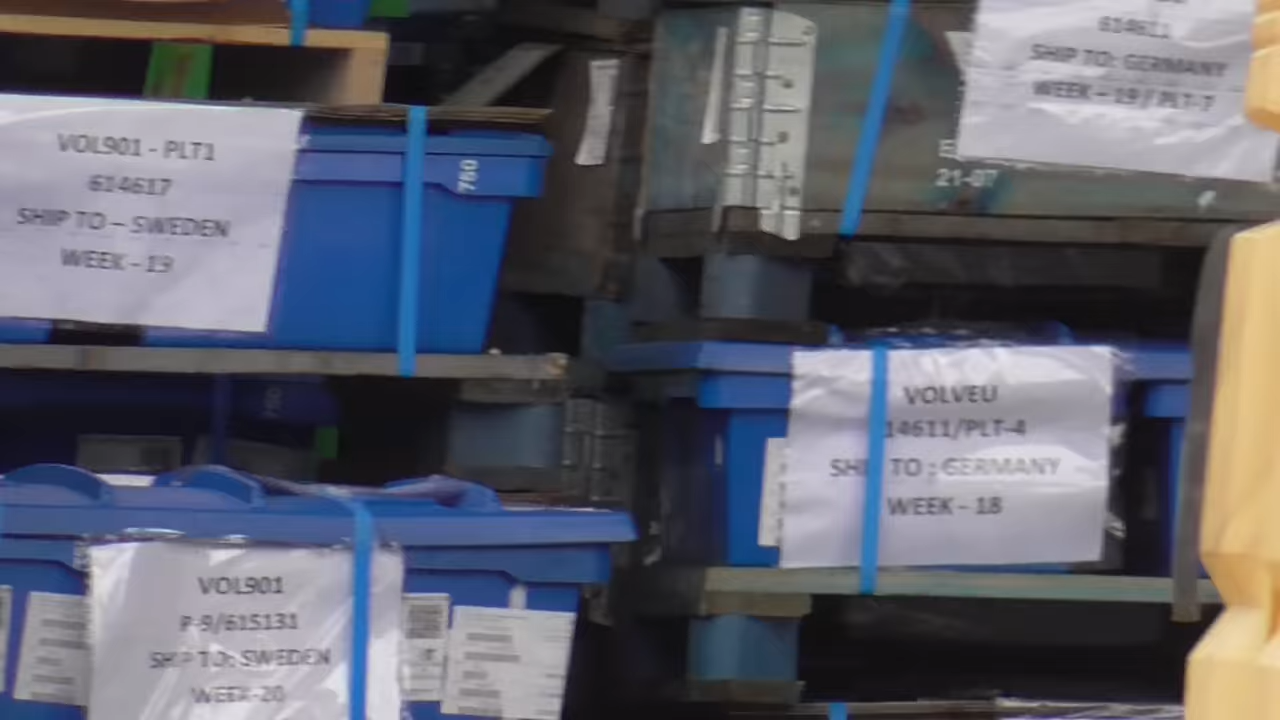 VOL901 - PLT1
614617
SHIP TO – SWEDEN
WEEK - 19
760
614611
SHIP TO: GERMANY
WEEK – 19 / PLT-7
21-07
VOLVEU
14611/PLT-4
SHI TO : GERMANY
WEEK - 18
VOL901
P-9/615131
SHIP TO: SWEDEN
WEEK-20